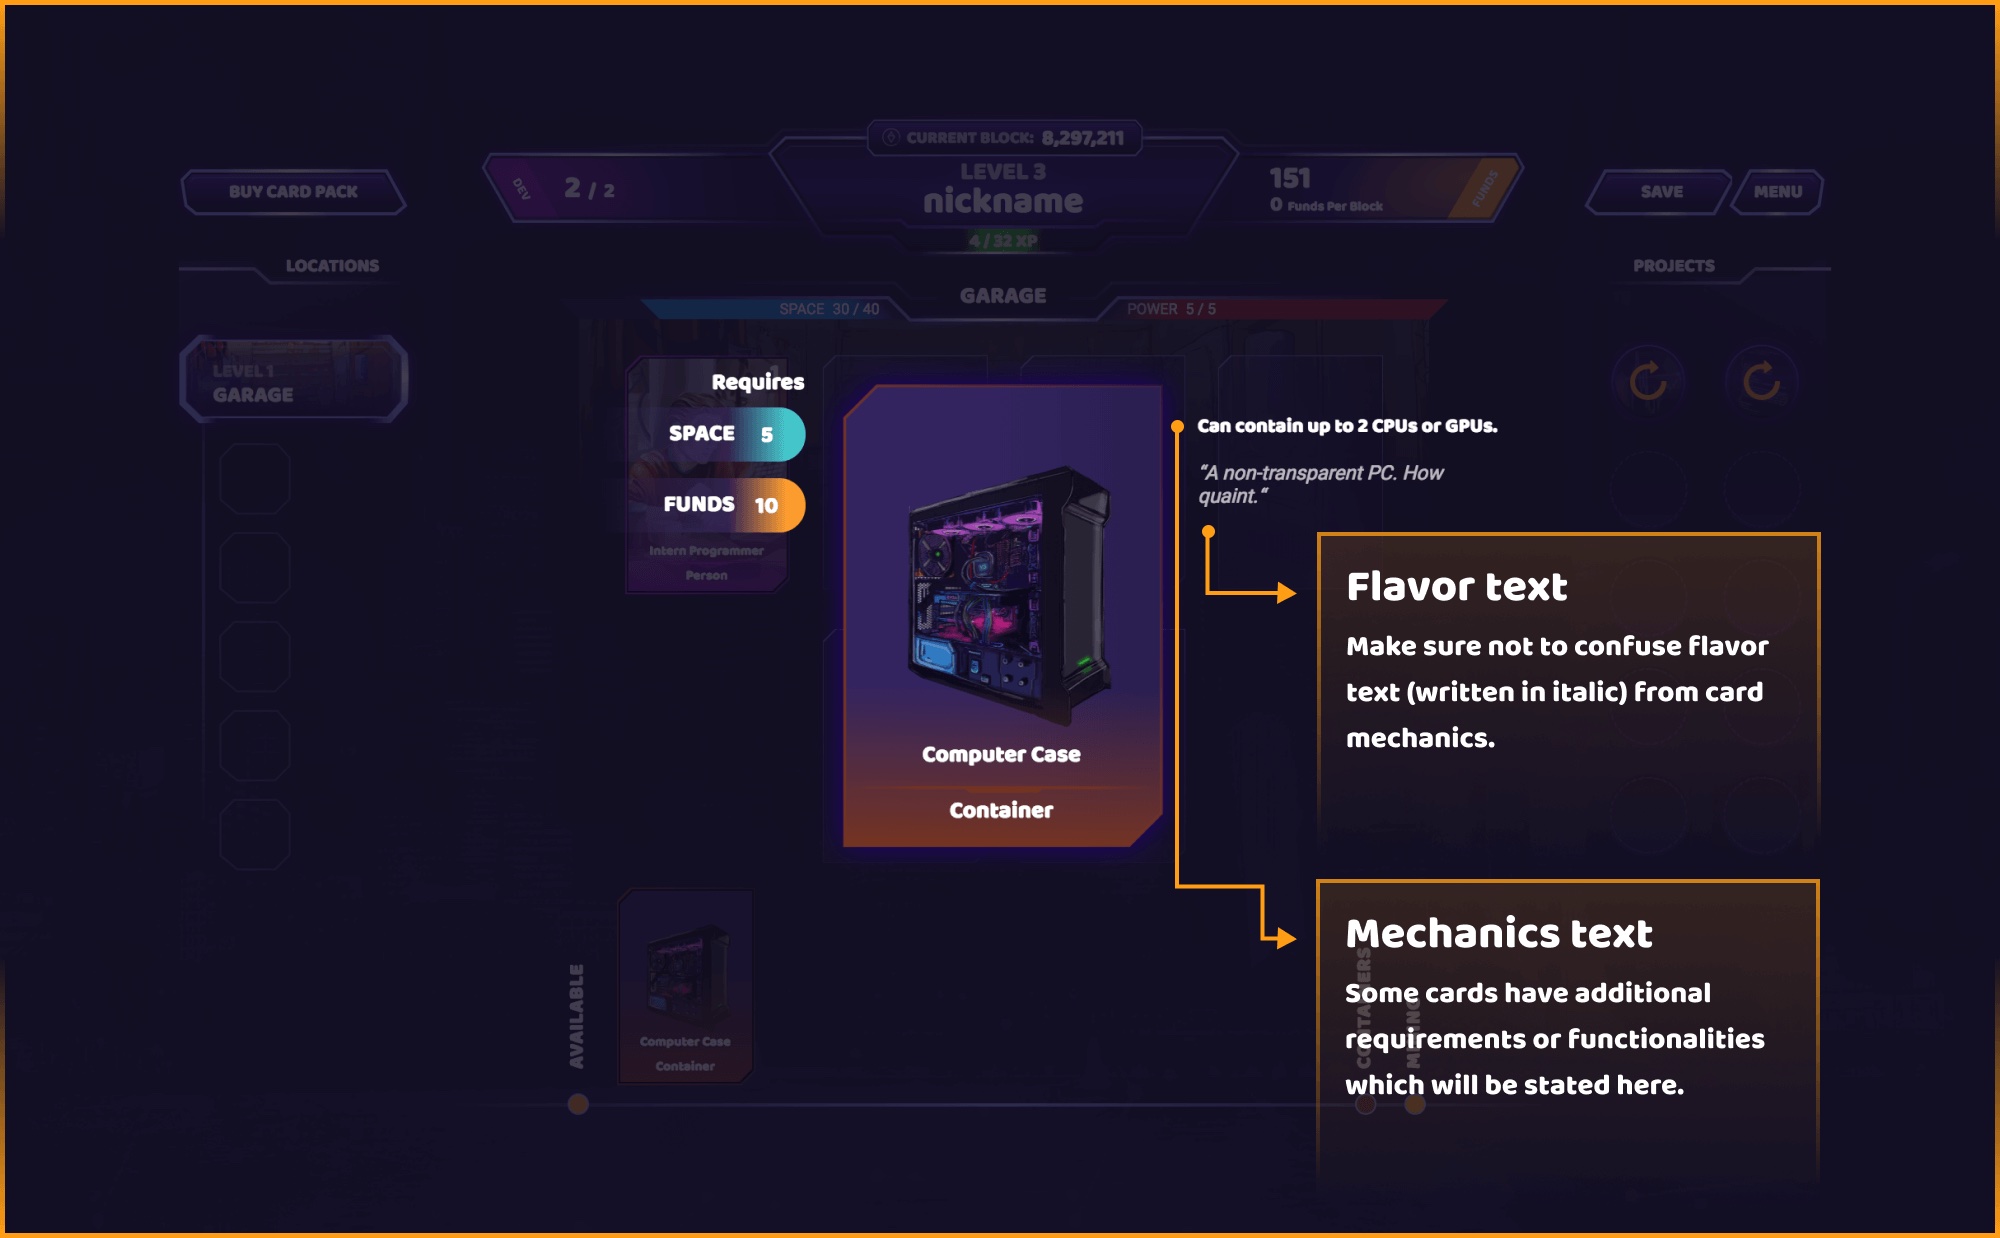 CURRENT BLOCK: 8,297,211
BUY CARD PACK
DEV
2 / 2
LEVEL 3
nickname
4 / 32 XP
151
0 Funds Per Block
FUNDS
SAVE
MENU
LOCATIONS
PROJECTS
GARAGE
SPACE 30 / 40
POWER 5 / 5
LEVEL 1
GARAGE
Requires
SPACE 5
FUNDS 10
Intern Programmer
Person
Computer Case
Container
Can contain up to 2 CPUs or GPUs.
“A non-transparent PC. How
quaint.“
Flavor text
Make sure not to confuse flavor
text (written in italic) from card
mechanics.
Mechanics text
Some cards have additional
requirements or functionalities
which will be stated here.
AVAILABLE
Computer Case
Container
CONTAINERS